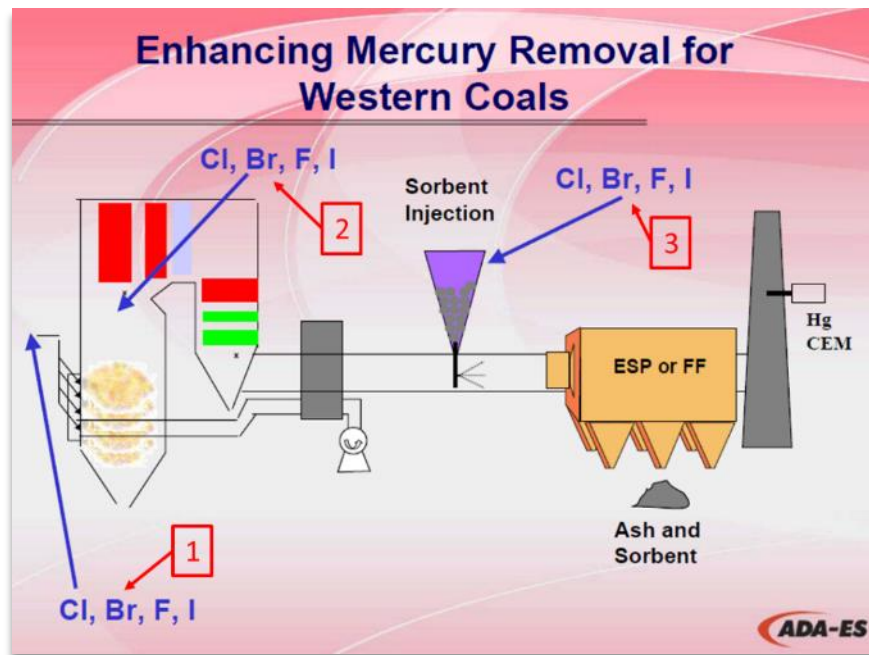 Enhancing Mercury Removal for
Western Coals
Cl, Br, F, I
2
Sorbent
Injection
Cl, Br, F, I
3
Hg
CEM
ESP or FF
Ash and
Sorbent
1
Cl, Br, F, I
ADA-ES